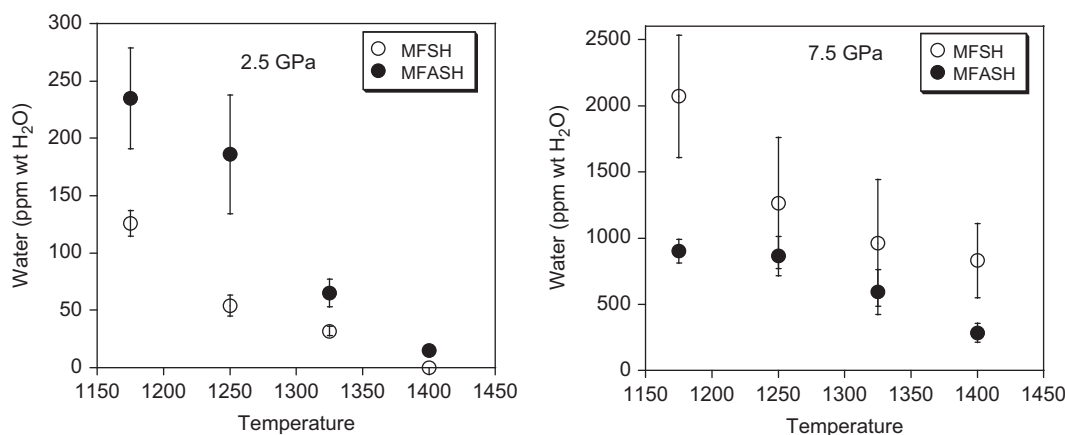 300
250
200
150
100
50
0
Water (ppm wt H₂O)
2.5 GPa
MFSH
MFASH
1150 1200 1250 1300 1350 1400 1450
Temperature
2500
2000
1500
1000
500
0
Water (ppm wt H₂O)
7.5 GPa
MFSH
MFASH
1150 1200 1250 1300 1350 1400 1450
Temperature